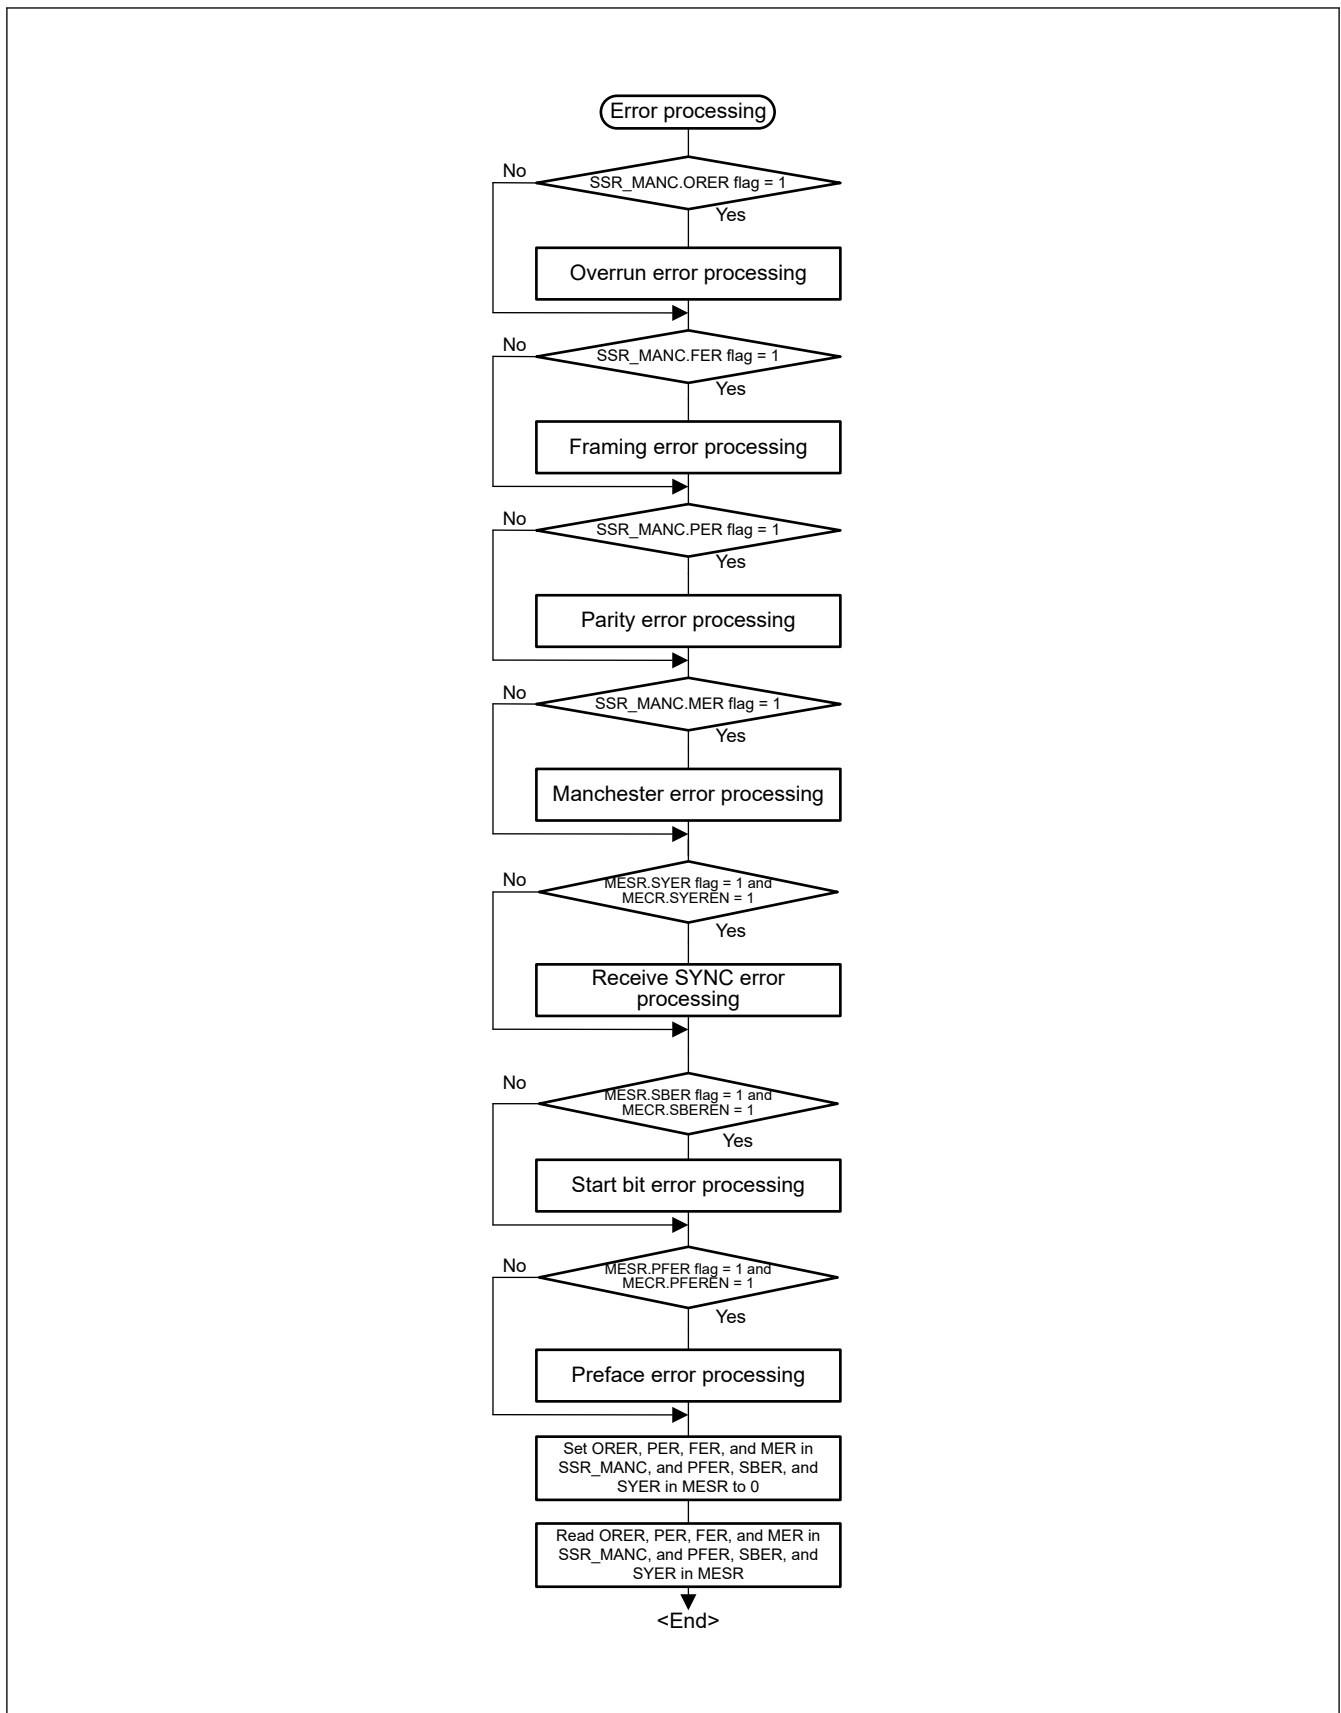 Error processing
No
SSR_MANC.ORER flag = 1
Yes
Overrun error processing
No
SSR_MANC.FER flag = 1
Yes
Framing error processing
No
SSR_MANC.PER flag = 1
Yes
Parity error processing
No
SSR_MANC.MER flag = 1
Yes
Manchester error processing
No
MESR.SYER flag = 1 and
MECR.SYEREN = 1
Yes
Receive SYNC error
processing
No
MESR.SBER flag = 1 and
MECR.SBEREN = 1
Yes
Start bit error processing
No
MESR.PFER flag = 1 and
MECR.PFEREN = 1
Yes
Preface error processing
Set ORER, PER, FER, and MER in
SSR_MANC, and PFER, SBER, and
SYER in MESR to 0
Read ORER, PER, FER, and MER in
SSR_MANC, and PFER, SBER, and
SYER in MESR
<End>